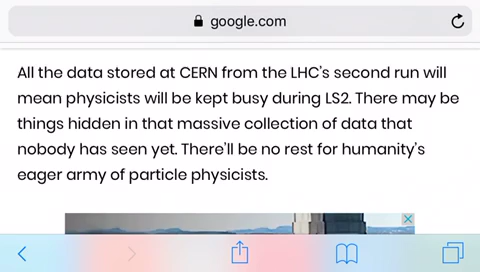 google.com
All the data stored at CERN from the LHC's second run will
mean physicists will be kept busy during LS2. There may be
things hidden in that massive collection of data that
nobody has seen yet. There'll be no rest for humanity's
eager army of particle physicists.